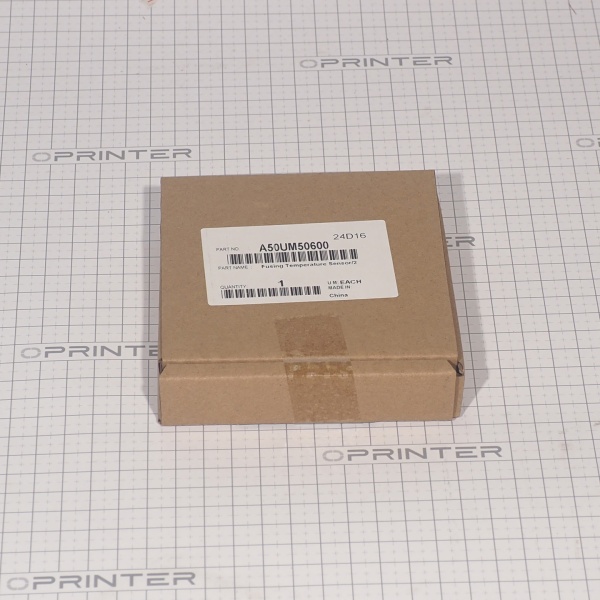 OPRINTER
OPRINTER
24D16
PART NO. A50UM50600
PART NAME : Fusing Temperature Sensor/2
QUANTITY 1 U/M EACH
MADE IN
China
OPRINTER
OPRINTER
OPRINTER